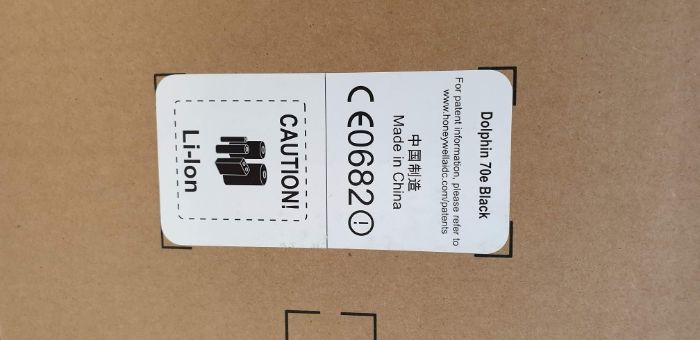 Dolphin 70e Black
For patent information, please refer to
www.honeywellaidc.com/patents
中国制造
Made in China
CE0682!
CAUTION!
Li-Ion